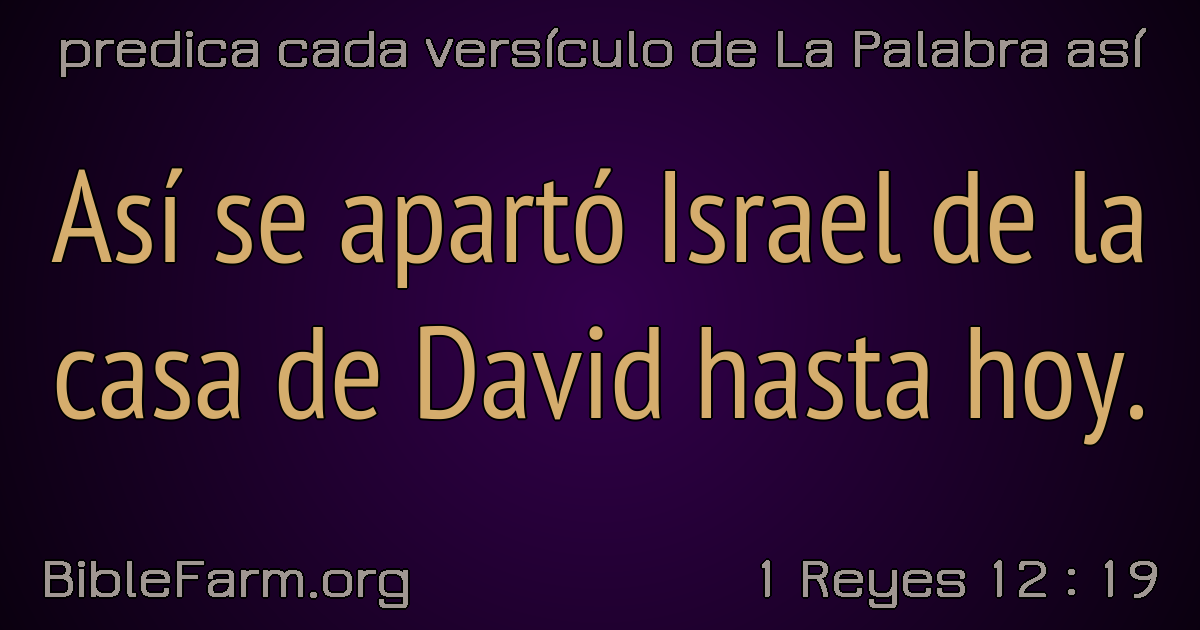 predica cada versículo de La Palabra así
Así se apartó Israel de la
casa de David hasta hoy.
BibleFarm.org
1 Reyes 12 : 19